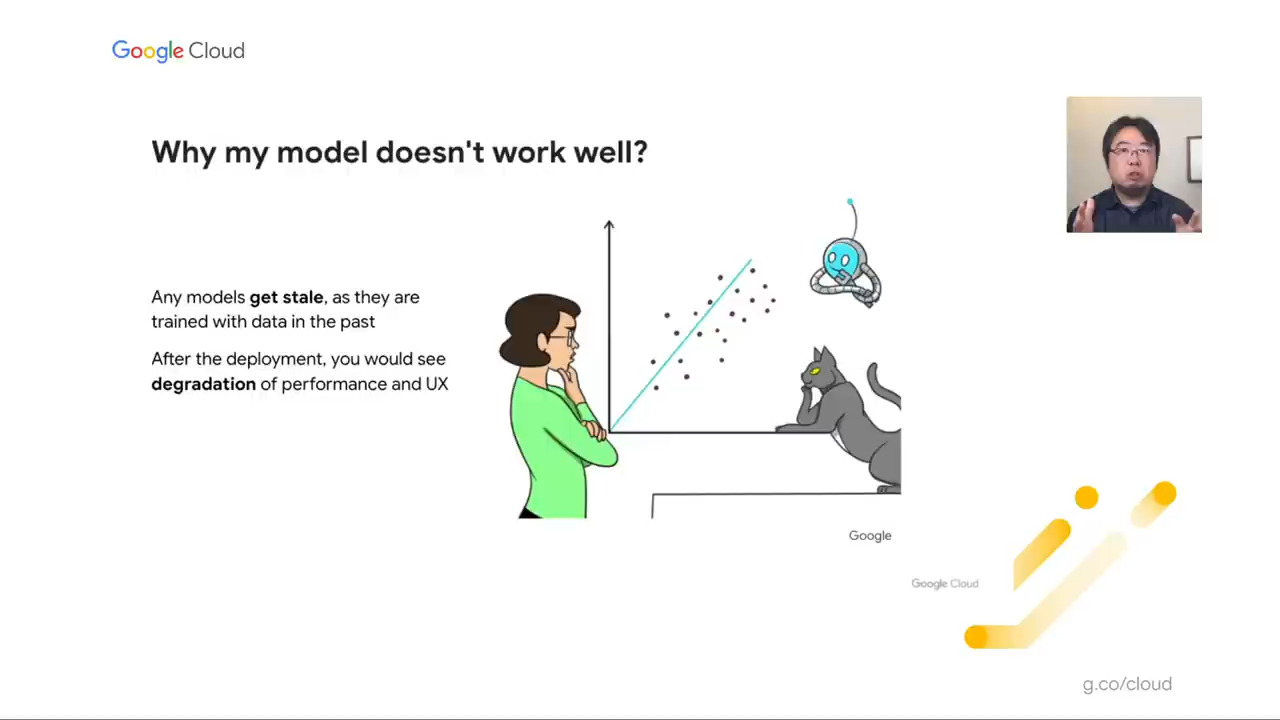 Google Cloud
Why my model doesn't work well?
Any models get stale, as they are
trained with data in the past
After the deployment, you would see
degradation of performance and UX
Google
Google Cloud
g.co/cloud